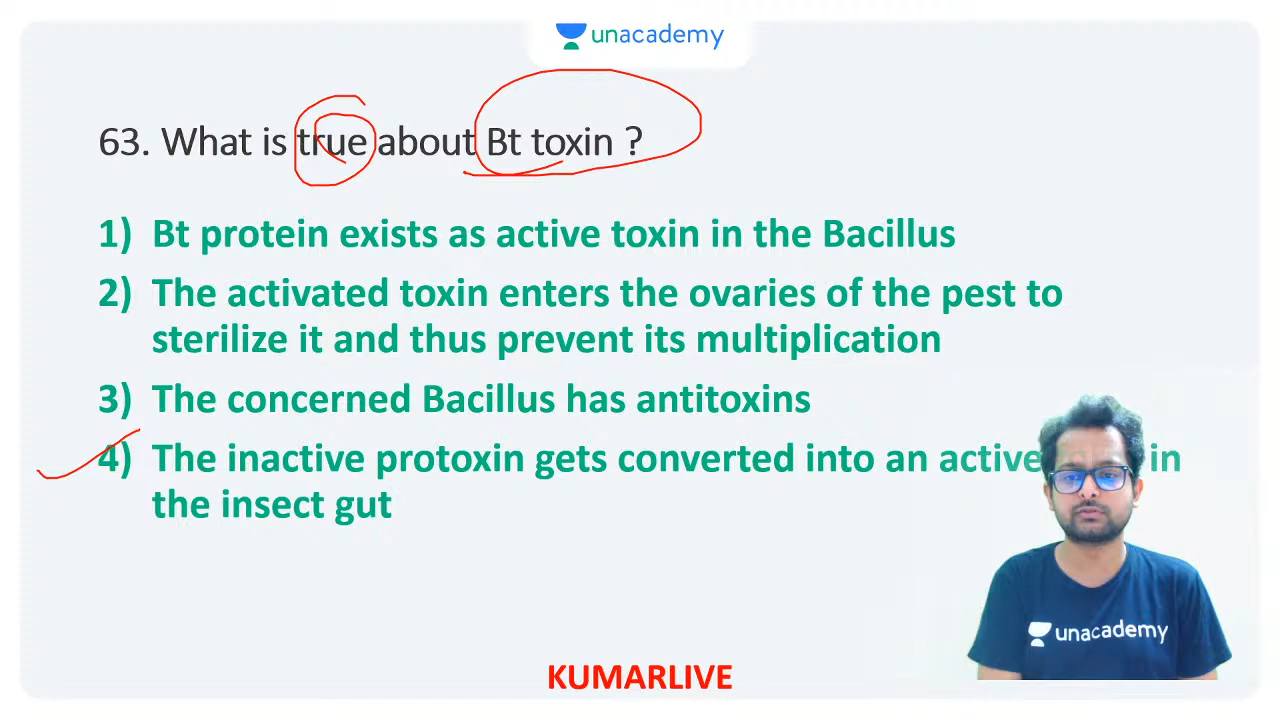 unacademy
63. What is true about Bt toxin ?
1) Bt protein exists as active toxin in the Bacillus
2) The activated toxin enters the ovaries of the pest to
sterilize it and thus prevent its multiplication
3) The concerned Bacillus has antitoxins
4) The inactive protoxin gets converted into an active in
the insect gut
unacademy
KUMARLIVE